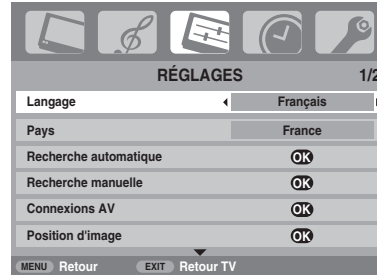 RÉGLAGES 1/2
Langage Français
Pays France
Recherche automatique OK
Recherche manuelle OK
Connexions AV OK
Position d'image OK
MENU Retour EXIT Retour TV